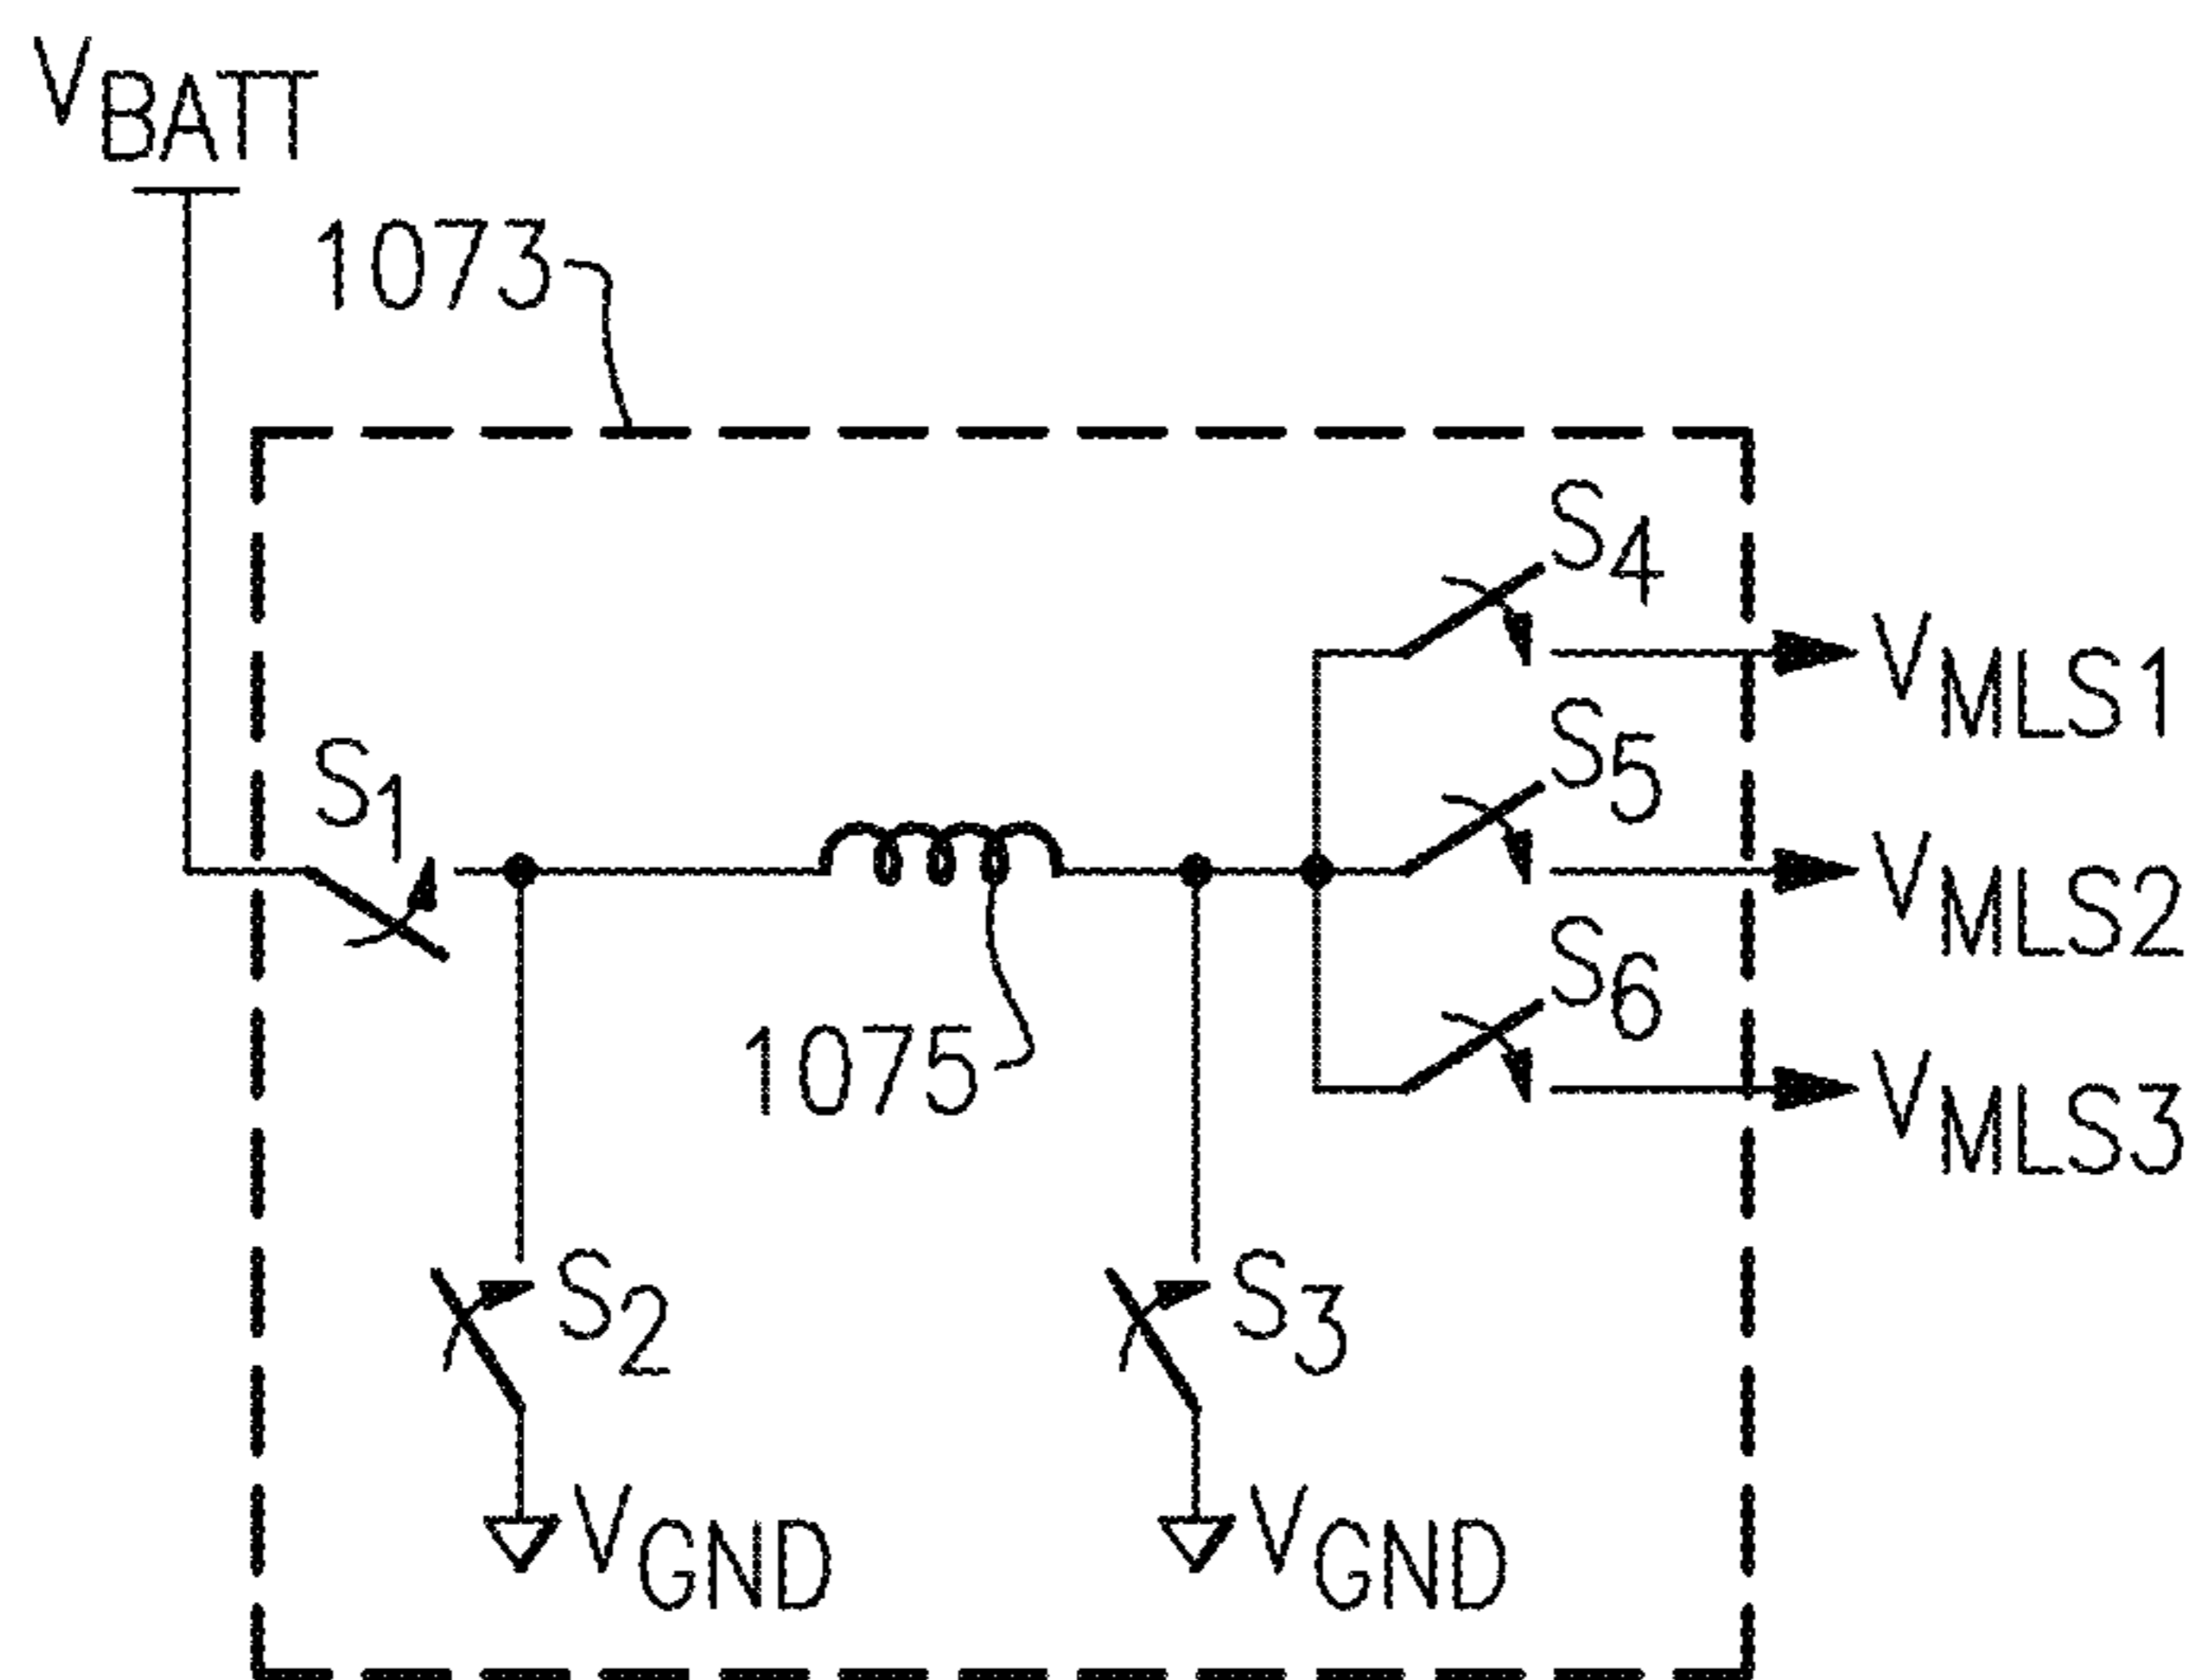 VBATT
1073
S4
VMLS1
S5
S1
VMLS2
S6
1075
VMLS3
S2
S3
VGND
VGND